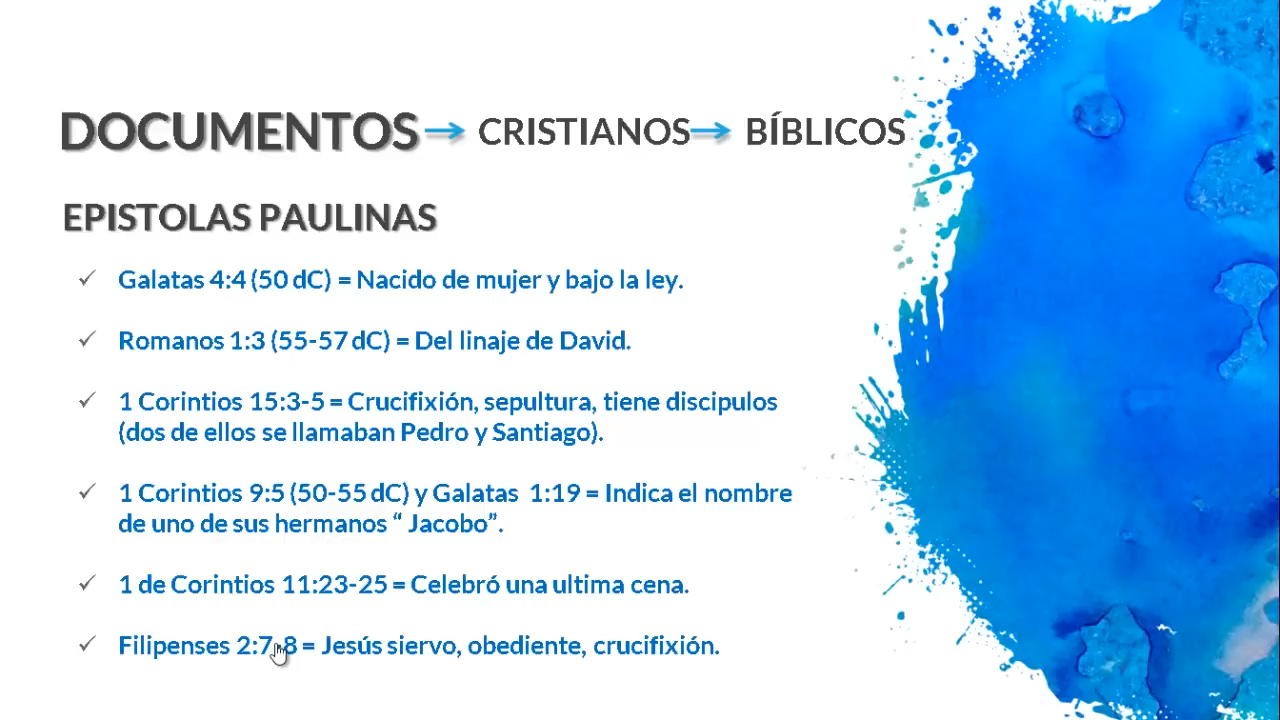 DOCUMENTOS → CRISTIANOS → BÍBLICOS
EPISTOLAS PAULINAS
✓ Galatas 4:4 (50 dC) = Nacido de mujer y bajo la ley.
✓ Romanos 1:3 (55-57 dC) = Del linaje de David.
✓ 1 Corintios 15:3-5 = Crucifixión, sepultura, tiene discipulos
(dos de ellos se llamaban Pedro y Santiago).
✓ 1 Corintios 9:5 (50-55 dC) y Galatas 1:19 = Indica el nombre
de uno de sus hermanos “ Jacobo”.
✓ 1 de Corintios 11:23-25 = Celebró una ultima cena.
✓ Filipenses 2:7-8 = Jesús siervo, obediente, crucifixión.